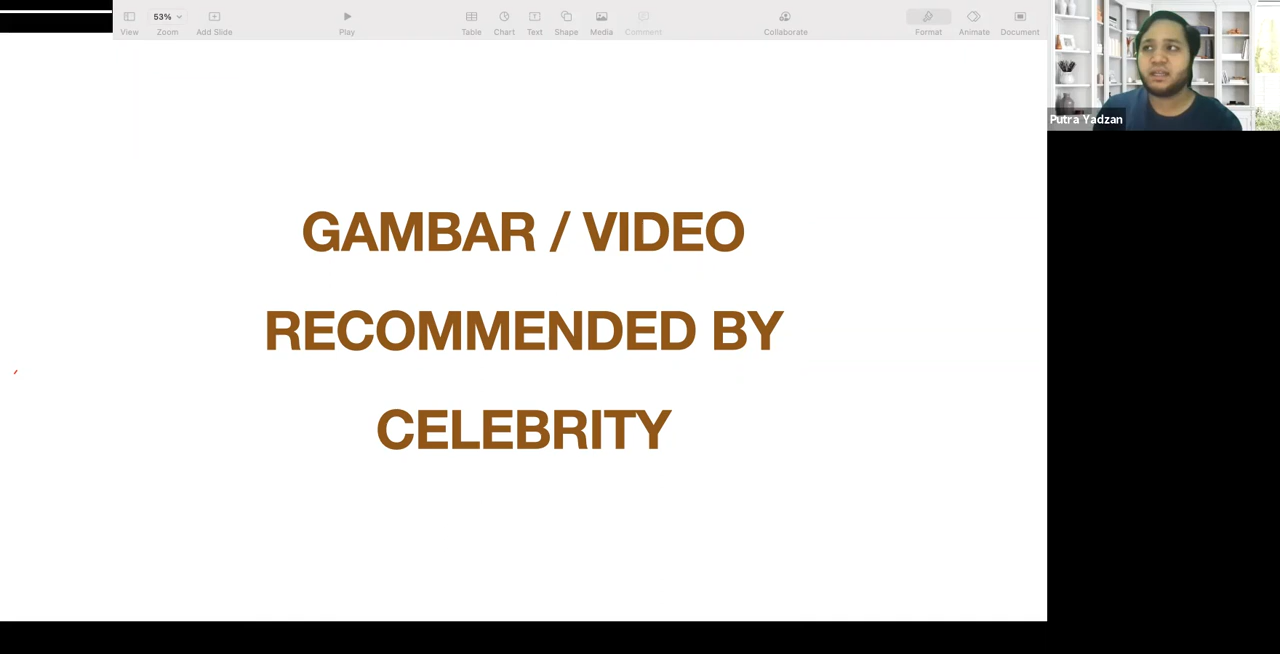 53%
View
Zoom
Add Slide
Play
Table
Chart
Text
Shape
Media
Comment
Collaborate
Format
Animate
Document
Putra Yadzan
GAMBAR / VIDEO
RECOMMENDED BY
CELEBRITY